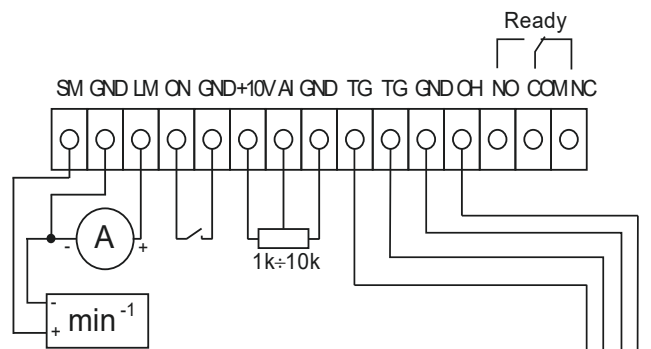 Ready
SM GND LM ON GND +10V AI GND TG TG GND OH NO COM NC
- A +
1k÷10k
- min⁻¹
+